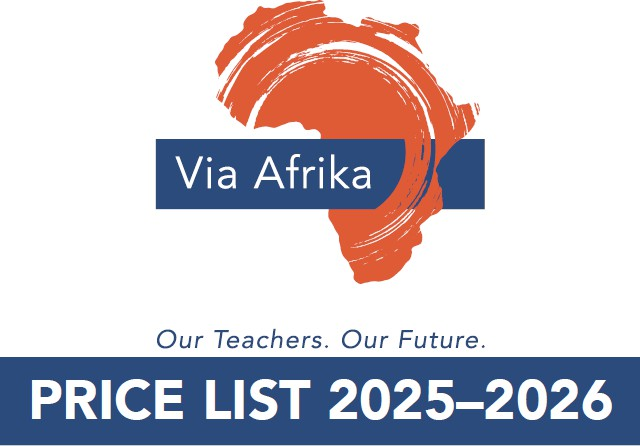 Via Afrika
Our Teachers. Our Future.
PRICE LIST 2025–2026